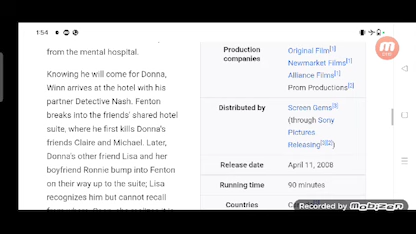 1:54
from the mental hospital.
Knowing he will come for Donna,
Winn arrives at the hotel with his
partner Detective Nash. Fenton
breaks into the friends' shared hotel
suite, where he first kills Donna's
friends Claire and Michael. Later,
Donna's other friend Lisa and her
boyfriend Ronnie bump into Fenton
on their way up to the suite; Lisa
recognizes him but cannot recall
Production companies
Original Film[1]
Newmarket Films[1]
Alliance Films[1]
Prom Productions[2]
Distributed by
Screen Gems[3]
(through Sony
Pictures
Releasing[3][2])
Release date
April 11, 2008
Running time
90 minutes
Countries
Recorded by Mobizen